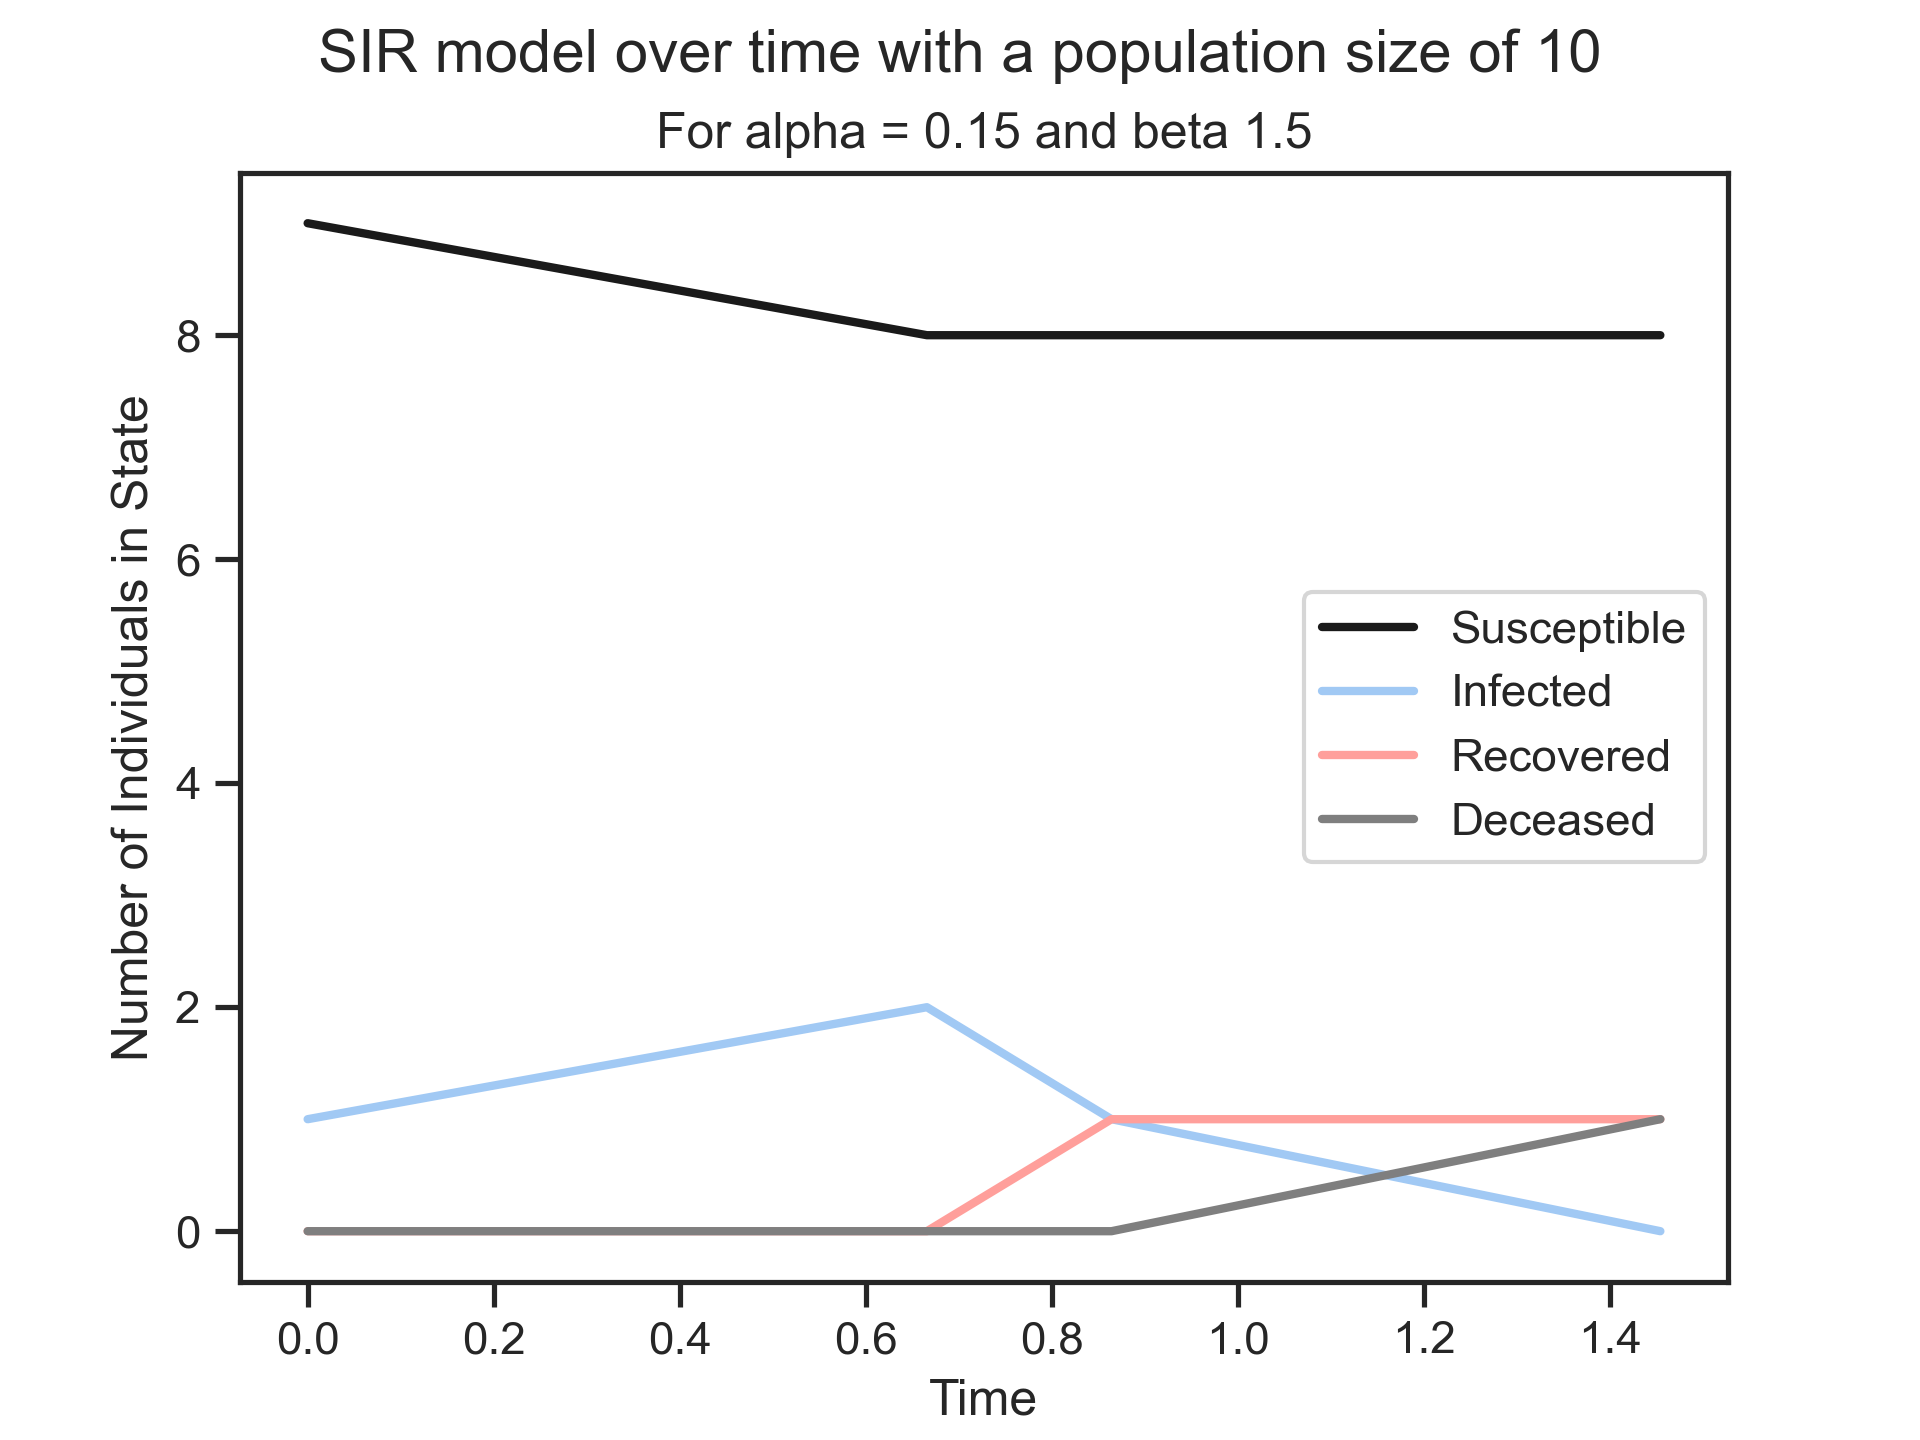 SIR model over time with a population size of 10
For alpha = 0.15 and beta 1.5
Number of Individuals in State
8
6
4
2
0
Susceptible
Infected
Recovered
Deceased
0.0 0.2 0.4 0.6 0.8 1.0 1.2 1.4
Time